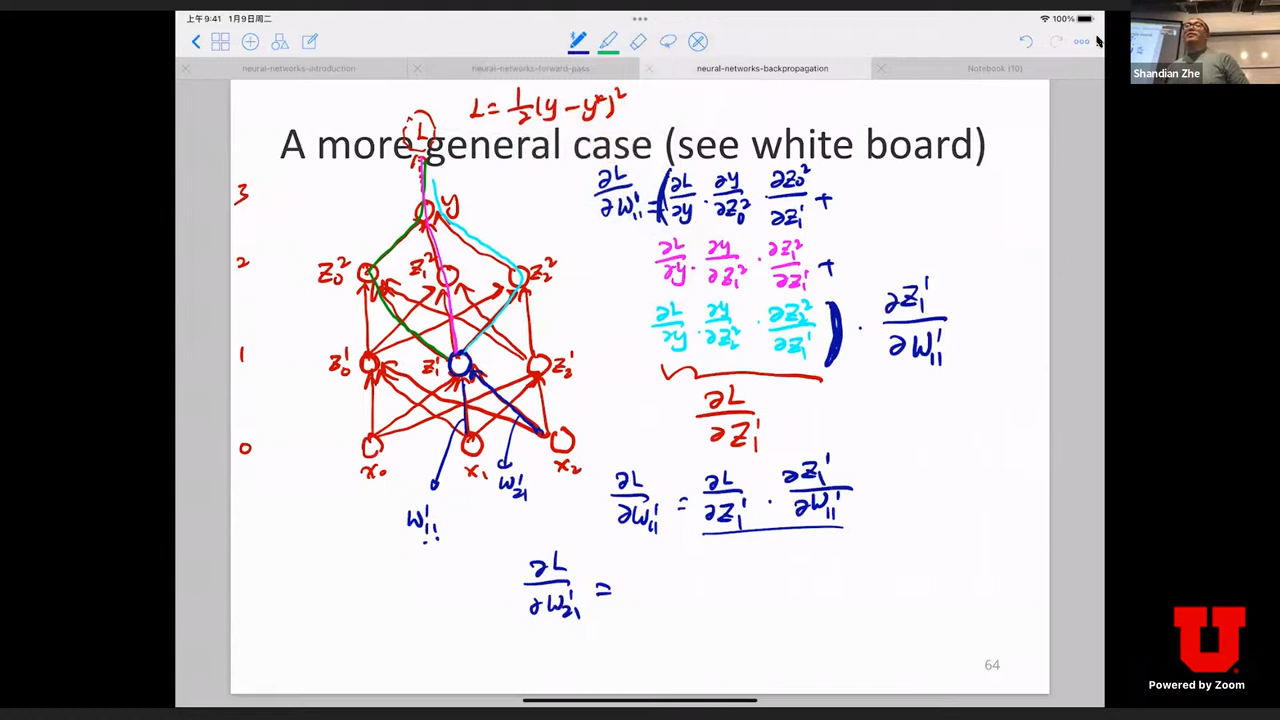 上午 9:41 1月9日周二
100%
neural-networks-introduction
neural-networks-forward-pass
neural-networks-backpropagation
Notebook (10)
Shandian Zhe
L = 1/2 (y - y*)²
A more general case (see white board)
L
3 y
2 z₀² z₁² z₂²
1 z₀¹ z₁¹ z₂¹
0 x₀ x₁ x₂
w₁₁¹ w₂₁¹
∂L/∂w₁₁¹ = ( ∂L/∂y · ∂y/∂z₀² · ∂z₀²/∂z₁¹ +
∂L/∂y · ∂y/∂z₁² · ∂z₁²/∂z₁¹ +
∂L/∂y · ∂y/∂z₂² · ∂z₂²/∂z₁¹ ) · ∂z₁¹/∂w₁₁¹
∂L/∂z₁¹
∂L/∂w₁₁¹ = ∂L/∂z₁¹ · ∂z₁¹/∂w₁₁¹
∂L/∂w₂₁¹ =
64
U
Powered by Zoom